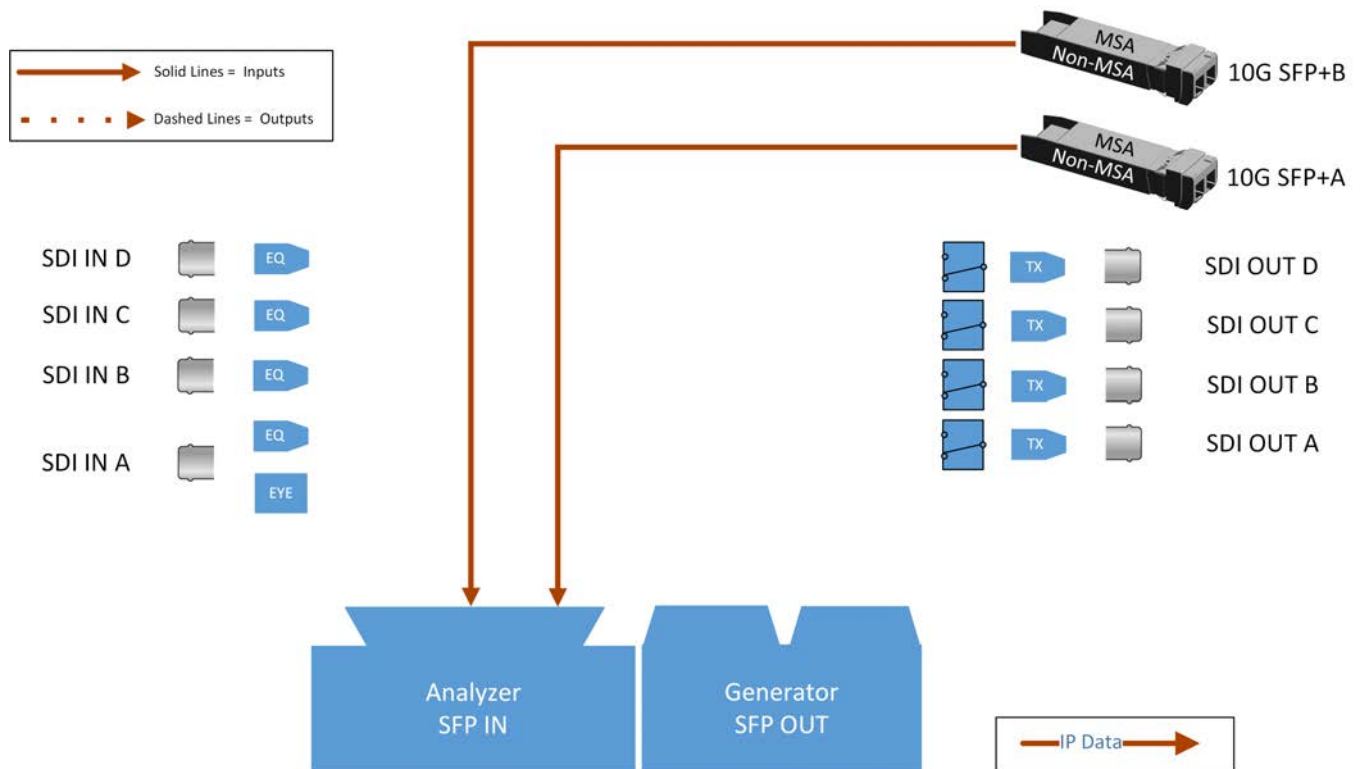 Solid Lines = Inputs
Dashed Lines = Outputs
MSA
Non-MSA
10G SFP+B
MSA
Non-MSA
10G SFP+A
SDI IN D
EQ
TX
SDI OUT D
SDI IN C
EQ
TX
SDI OUT C
SDI IN B
EQ
TX
SDI OUT B
SDI IN A
EQ
EYE
TX
SDI OUT A
Analyzer
SFP IN
Generator
SFP OUT
IP Data